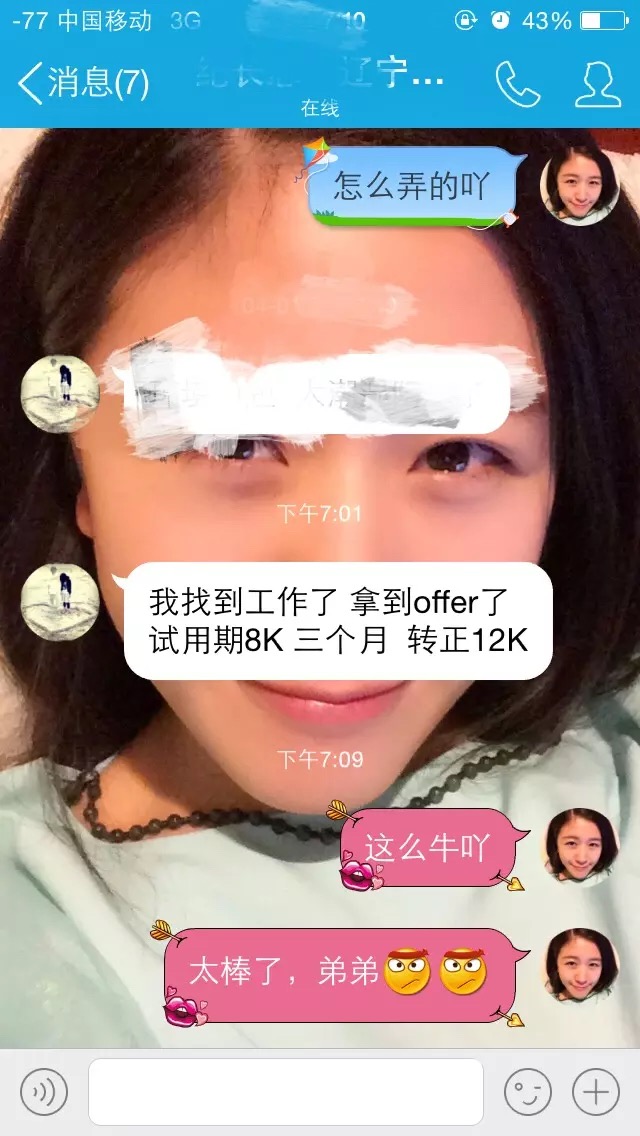 -77 中国移动 3G 7:10 43%
消息(7) 辽宁...
在线
怎么弄的吖
下午7:01
我找到工作了 拿到offer了
试用期8K 三个月 转正12K
下午7:09
这么牛吖
太棒了，弟弟